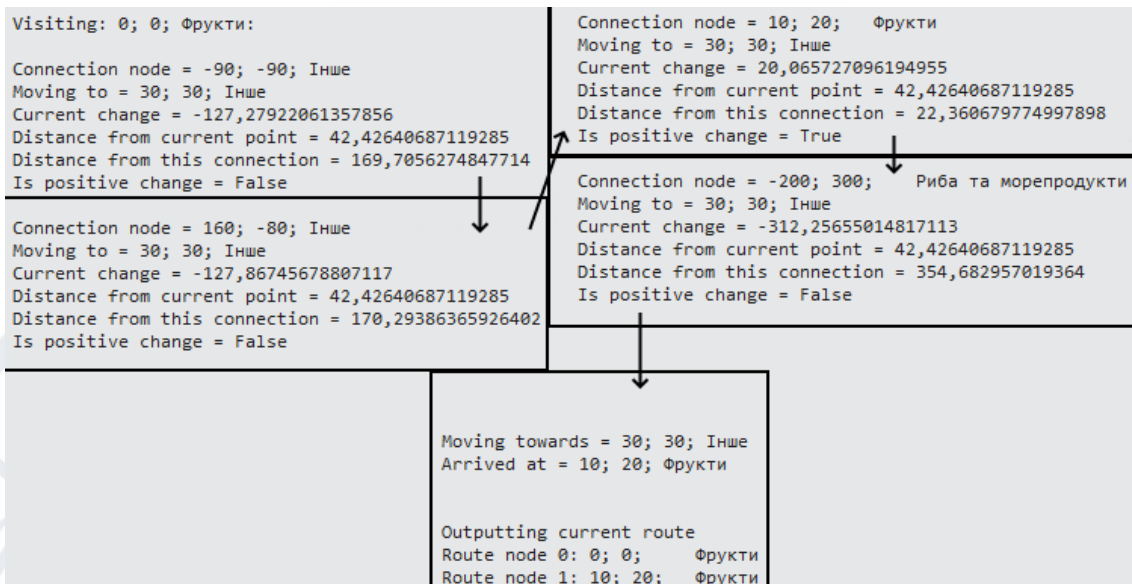 Visiting: 0; 0; Фрукти:
Connection node = -90; -90; Інше
Moving to = 30; 30; Інше
Current change = -127,27922061357856
Distance from current point = 42,42640687119285
Distance from this connection = 169,7056274847714
Is positive change = False
Connection node = 160; -80; Інше
Moving to = 30; 30; Інше
Current change = -127,86745678807117
Distance from current point = 42,42640687119285
Distance from this connection = 170,29386365926402
Is positive change = False
Connection node = 10; 20; Фрукти
Moving to = 30; 30; Інше
Current change = 20,065727096194955
Distance from current point = 42,42640687119285
Distance from this connection = 22,360679774997898
Is positive change = True
Connection node = -200; 300; Риба та морепродукти
Moving to = 30; 30; Інше
Current change = -312,25655014817113
Distance from current point = 42,42640687119285
Distance from this connection = 354,682957019364
Is positive change = False
Moving towards = 30; 30; Інше
Arrived at = 10; 20; Фрукти
Outputting current route
Route node 0: 0; 0; Фрукти
Route node 1: 10; 20; Фрукти